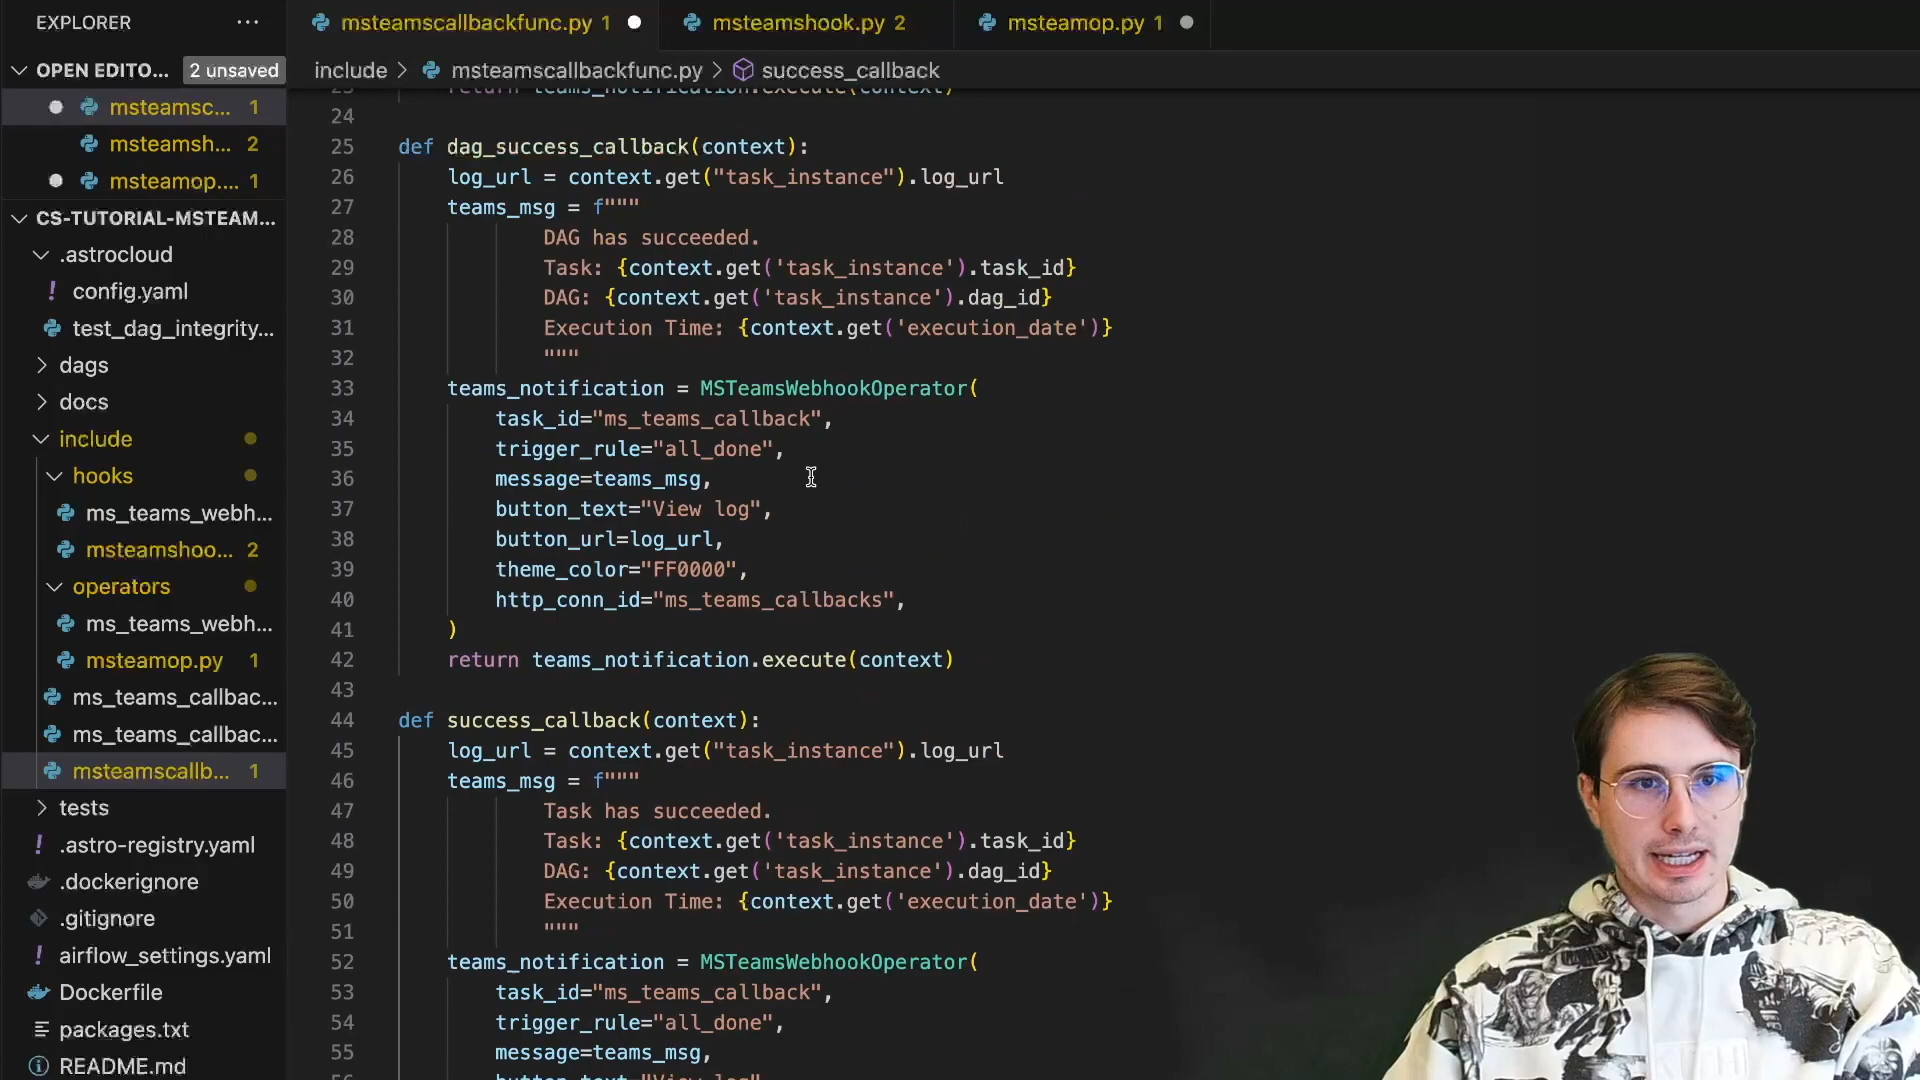 EXPLORER
···
msteamscallbackfunc.py 1
msteamshook.py 2
msteamop.py 1
OPEN EDITO...
2 unsaved
include
msteamscallbackfunc.py
success_callback
msteamsc... 1
msteamsh... 2
msteamop.... 1
CS-TUTORIAL-MSTEAM...
.astrocloud
! config.yaml
test_dag_integrity...
dags
docs
include
hooks
ms_teams_webh...
msteamshoo... 2
operators
ms_teams_webh...
msteamop.py 1
ms_teams_callbac...
ms_teams_callbac...
msteamscallb... 1
tests
! .astro-registry.yaml
.dockerignore
.gitignore
! airflow_settings.yaml
Dockerfile
packages.txt
README.md
23 return teams_notification.execute(context)
24
25 def dag_success_callback(context):
26 log_url = context.get("task_instance").log_url
27 teams_msg = f"""
28 DAG has succeeded.
29 Task: {context.get('task_instance').task_id}
30 DAG: {context.get('task_instance').dag_id}
31 Execution Time: {context.get('execution_date')}
32 """
33 teams_notification = MSTeamsWebhookOperator(
34 task_id="ms_teams_callback",
35 trigger_rule="all_done",
36 message=teams_msg,
37 button_text="View log",
38 button_url=log_url,
39 theme_color="FF0000",
40 http_conn_id="ms_teams_callbacks",
41 )
42 return teams_notification.execute(context)
43
44 def success_callback(context):
45 log_url = context.get("task_instance").log_url
46 teams_msg = f"""
47 Task has succeeded.
48 Task: {context.get('task_instance').task_id}
49 DAG: {context.get('task_instance').dag_id}
50 Execution Time: {context.get('execution_date')}
51 """
52 teams_notification = MSTeamsWebhookOperator(
53 task_id="ms_teams_callback",
54 trigger_rule="all_done",
55 message=teams_msg,
56 button_text="View log"